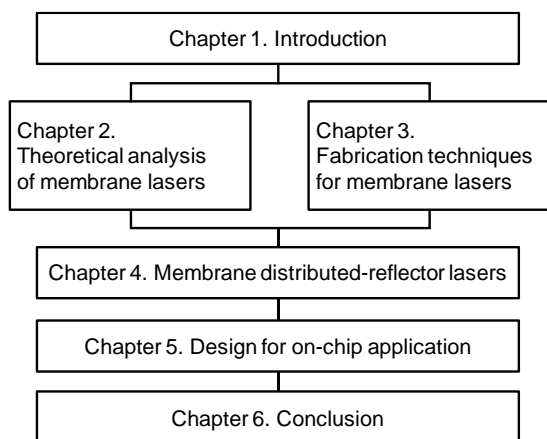 Chapter 1. Introduction
Chapter 2.
Theoretical analysis
of membrane lasers
Chapter 3.
Fabrication techniques
for membrane lasers
Chapter 4. Membrane distributed-reflector lasers
Chapter 5. Design for on-chip application
Chapter 6. Conclusion